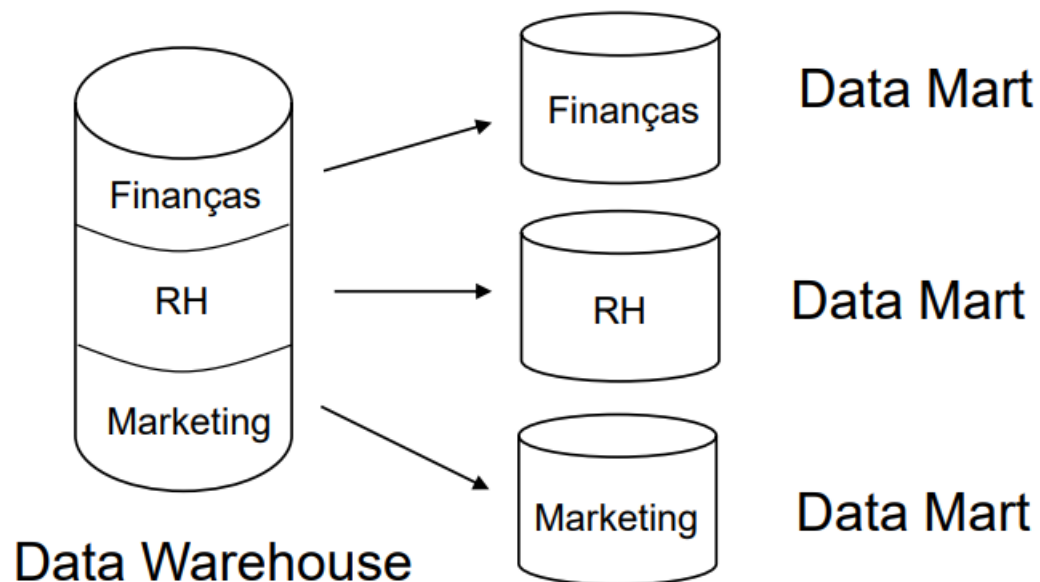 Finanças
RH
Marketing
Data Warehouse
Finanças
Data Mart
RH
Data Mart
Marketing
Data Mart